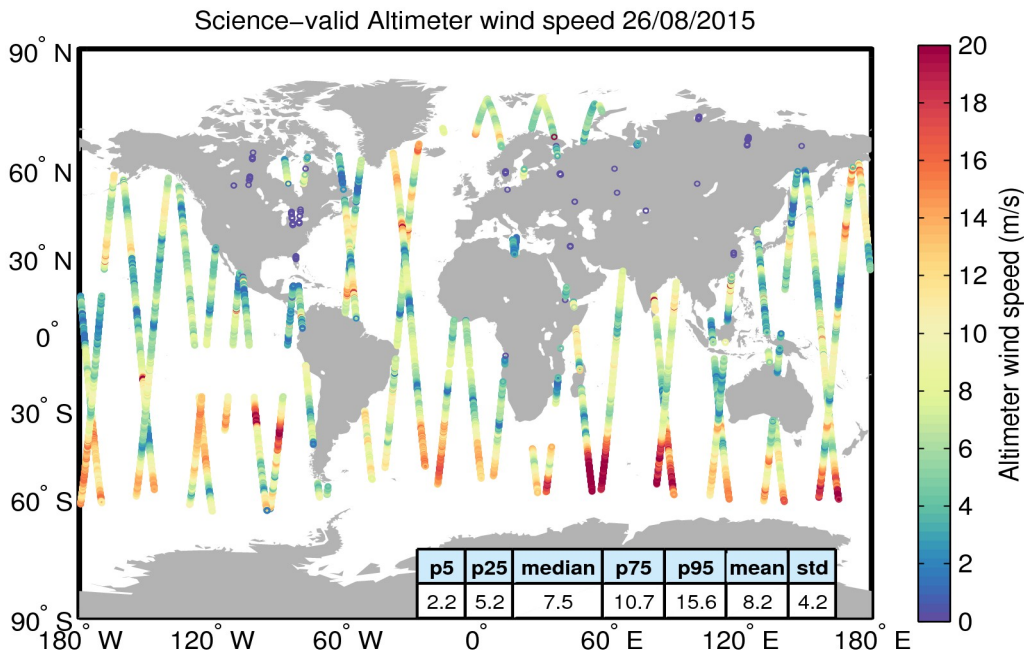 Science−valid Altimeter wind speed 26/08/2015
90° N
60° N
30° N
0°
30° S
60° S
90° S
180° W
120° W
60° W
0°
60° E
120° E
180° E
p5 p25 median p75 p95 mean std
2.2 5.2 7.5 10.7 15.6 8.2 4.2
20
18
16
14
12
10
8
6
4
2
0
Altimeter wind speed (m/s)